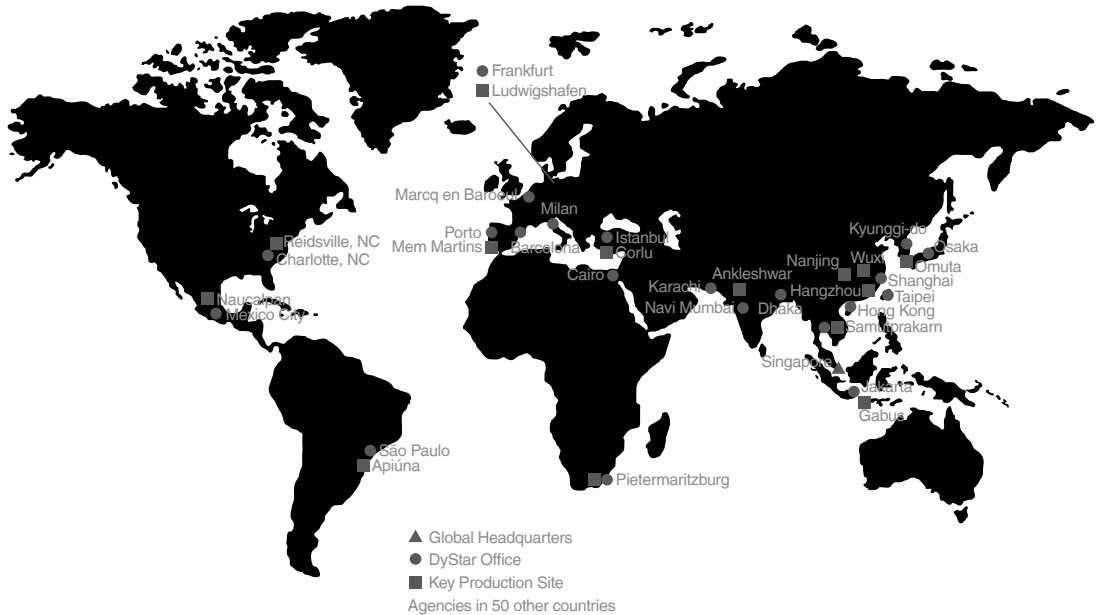 Frankfurt
Ludwigshafen
Marcq en Baroeul
Milan
Porto
Mem Martins
Barcelona
Istanbul
Corlu
Cairo
Reidsville, NC
Charlotte, NC
Naucalpan
Mexico City
Kyunggi-do
Osaka
Omuta
Nanjing
Wuxi
Shanghai
Hangzhou
Taipei
Hong Kong
Ankleshwar
Karachi
Navi Mumbai
Dhaka
Samutprakarn
Singapore
Jakarta
Gabus
São Paulo
Apiúna
Pietermaritzburg
Global Headquarters
DyStar Office
Key Production Site
Agencies in 50 other countries